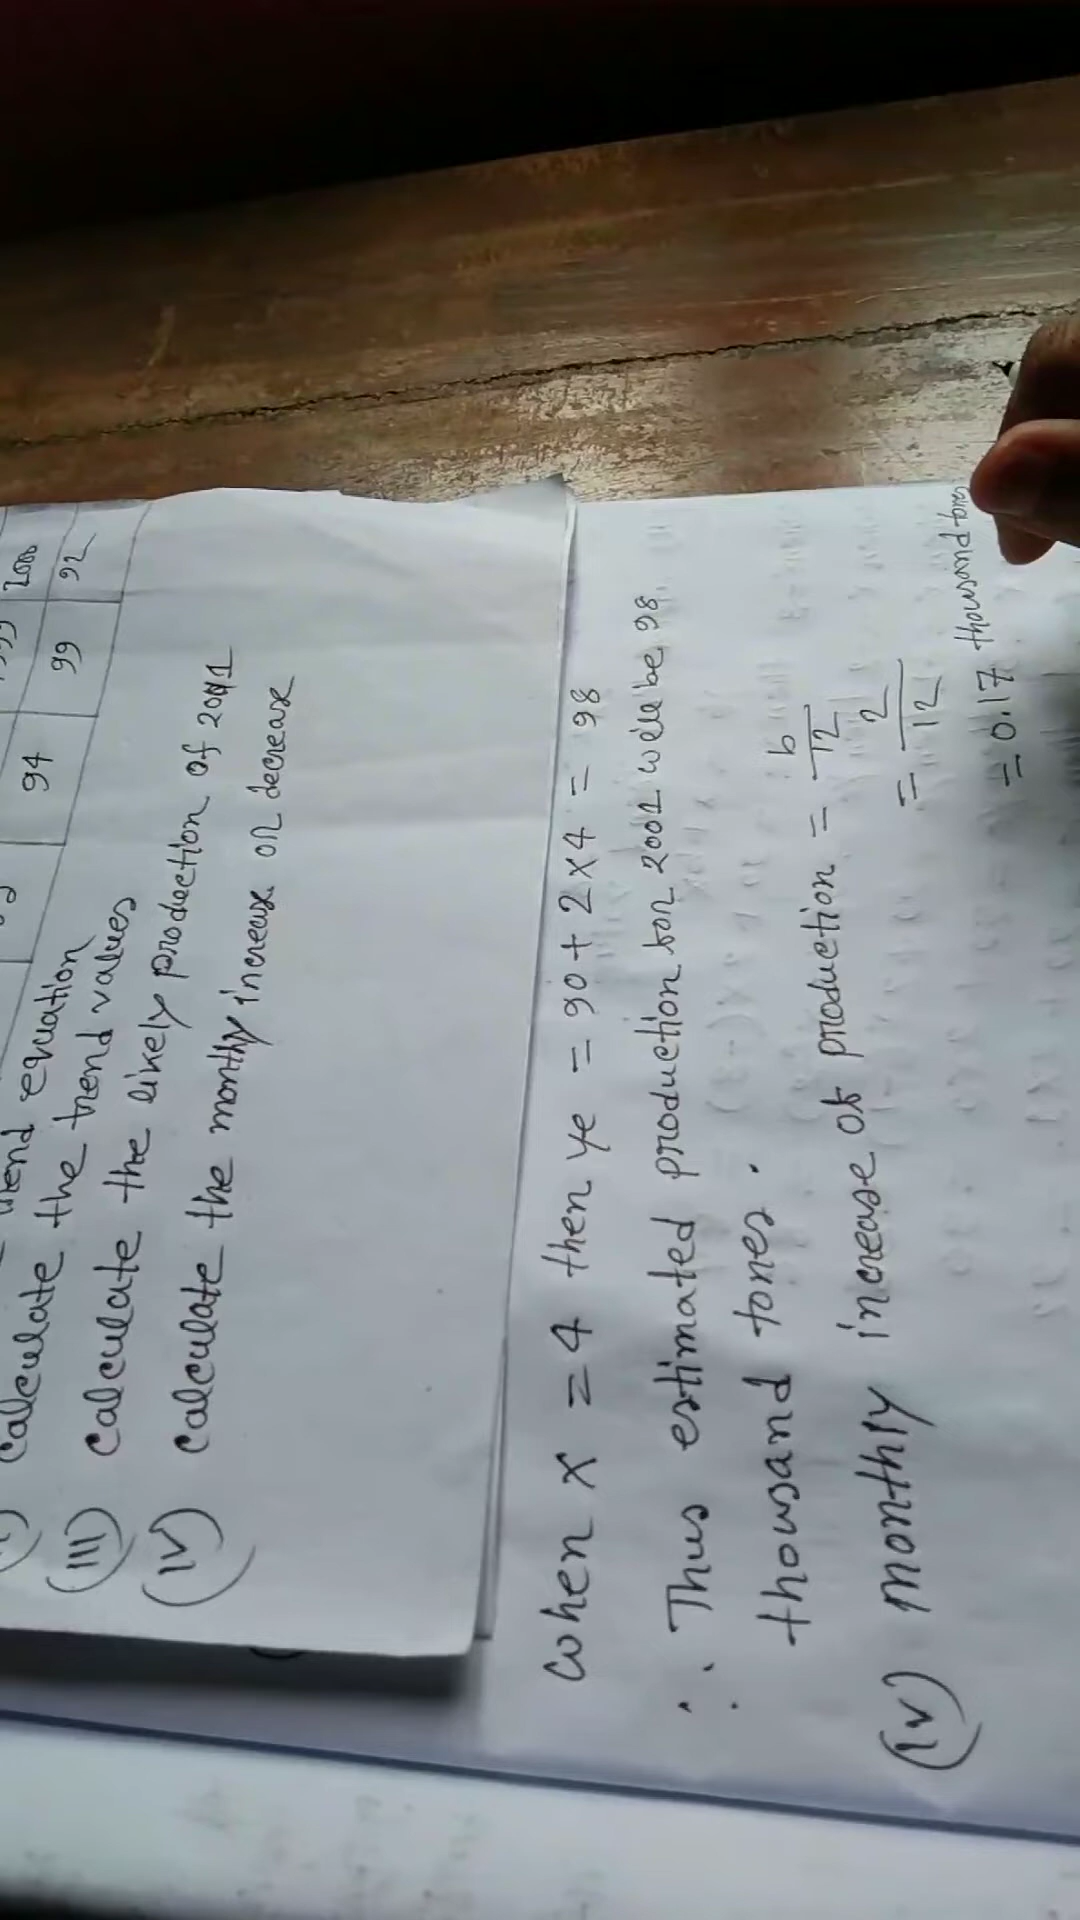 2000
94 99 92
Calculate the trend values
(III) calculate the likely production of 2001
(IV) calculate the monthly increase or decrease
when x = 4 then ye = 90 + 2 x 4 = 98
∴ Thus estimated production for 2001 will be 98
thousand tones.
(iv) monthly increase of production = b/12
= 2/12
= 0.17 thousand tones